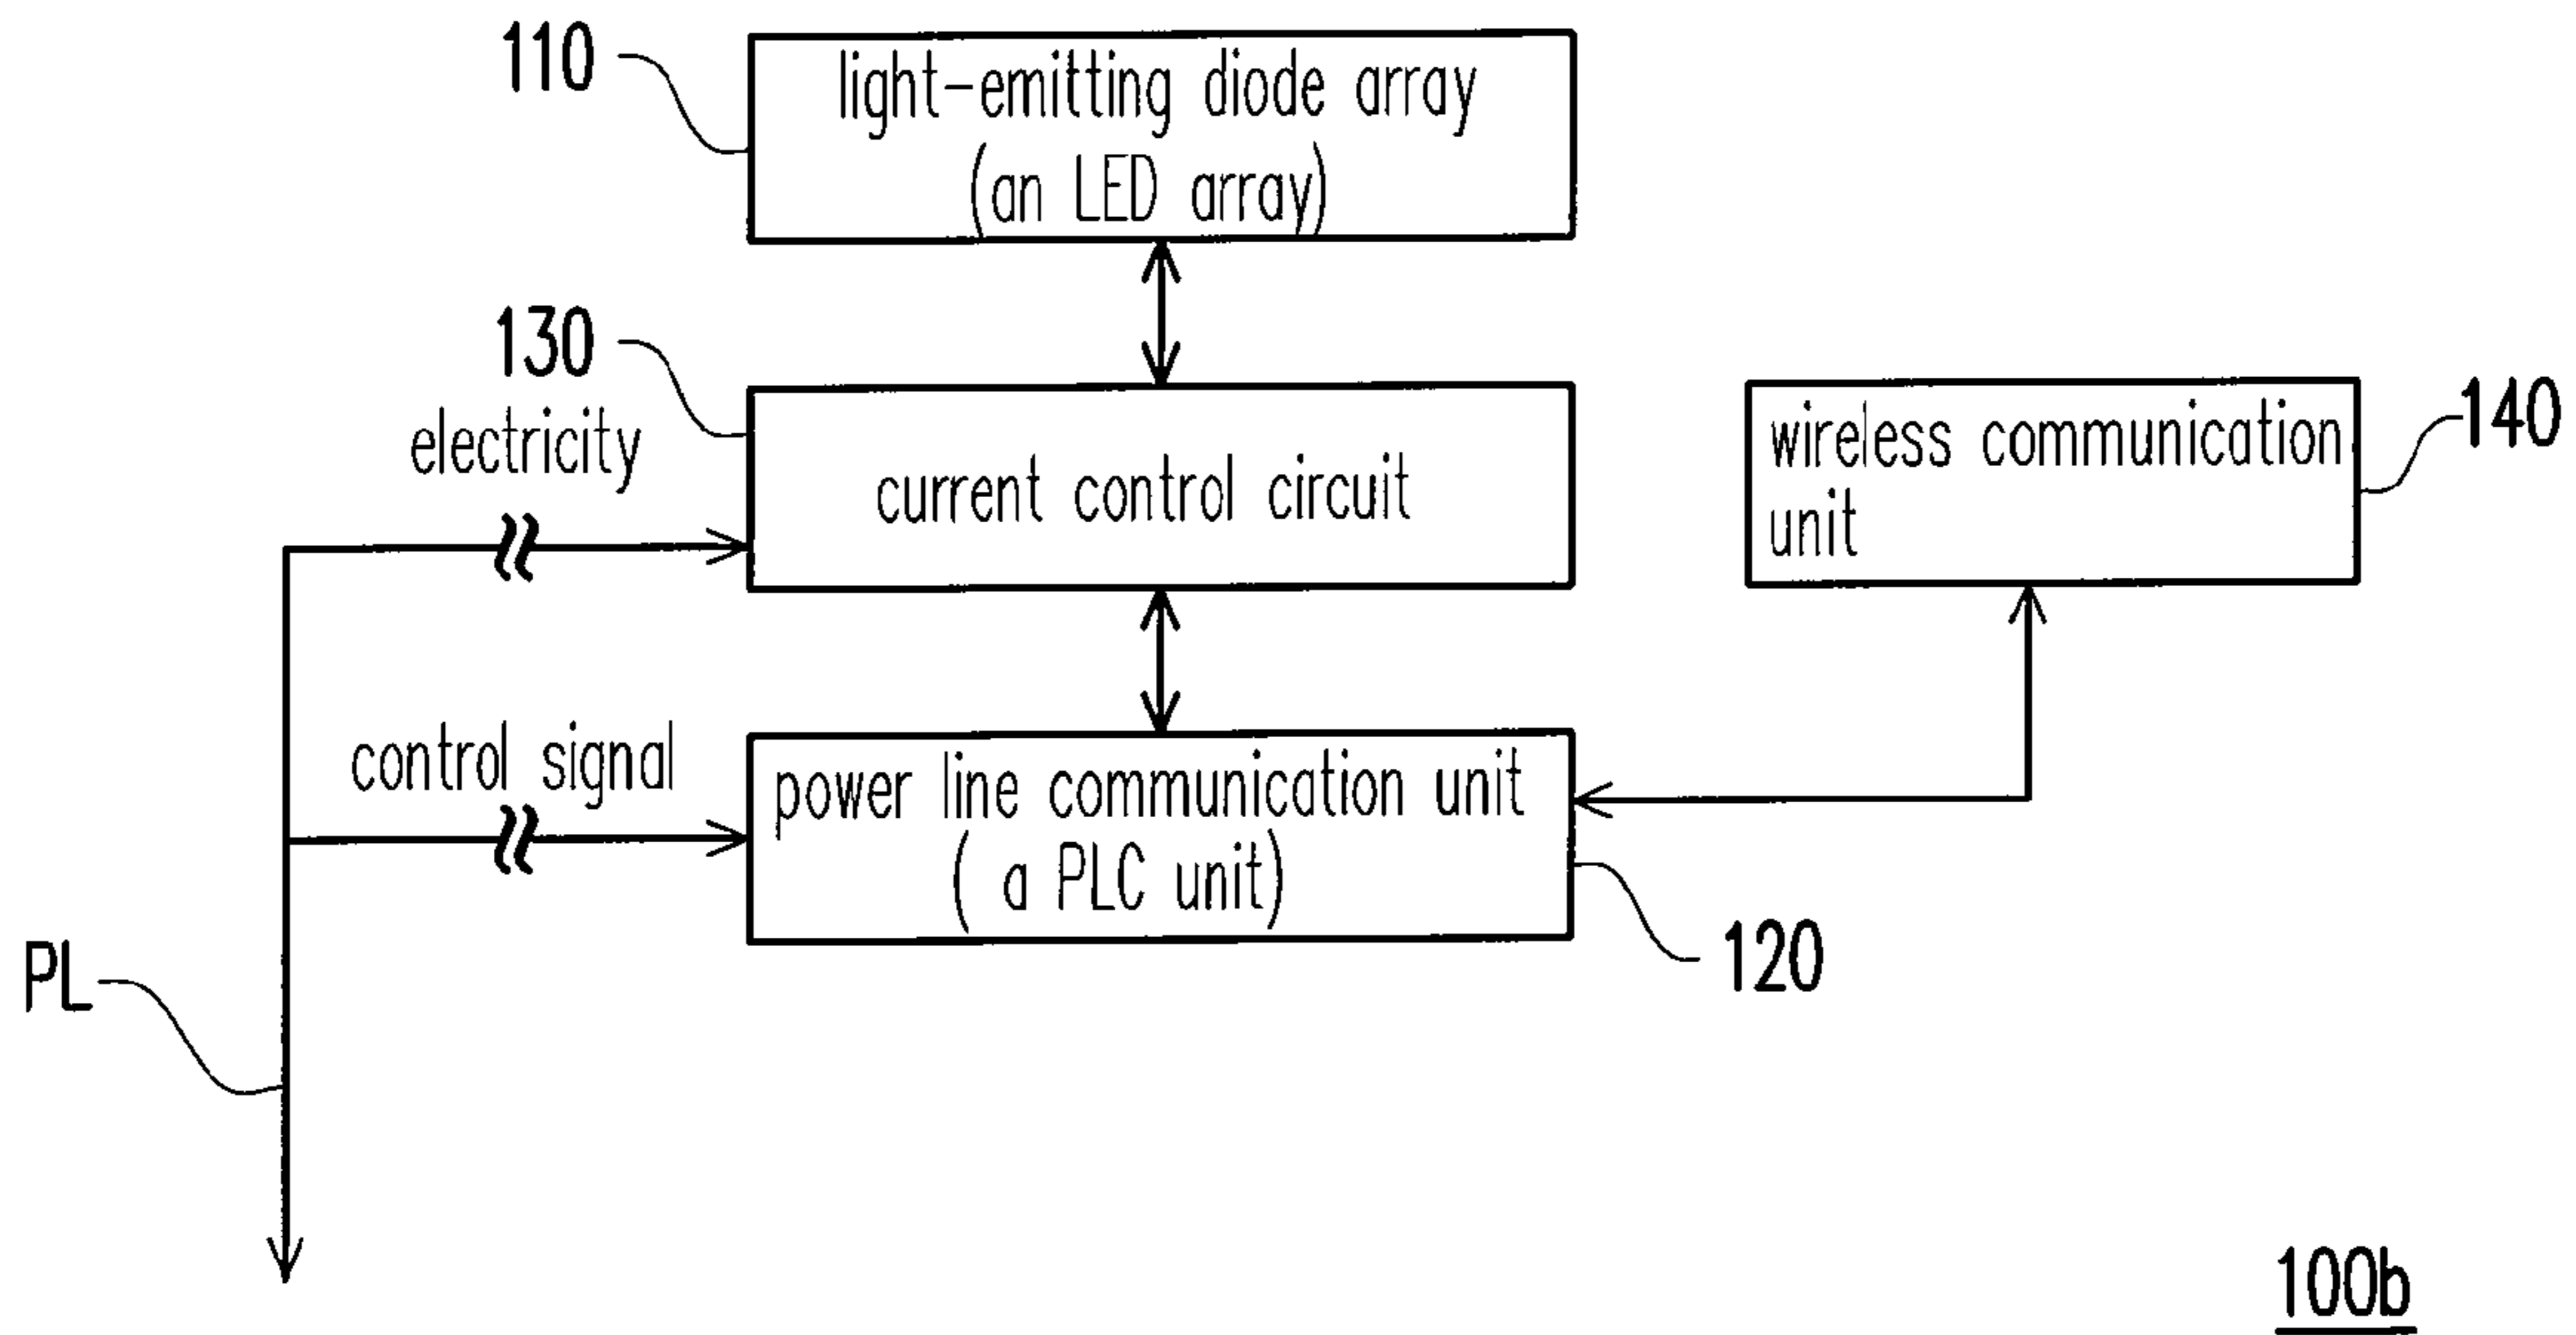 110
light-emitting diode array
(an LED array)
130
electricity
current control circuit
wireless communication
unit
140
control signal
power line communication unit
( a PLC unit)
120
PL
100b